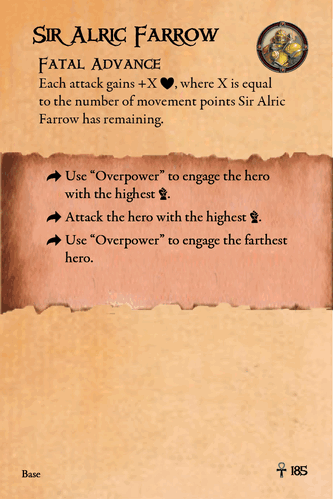 Sir Alric Farrow
Fatal Advance
Each attack gains +X ♥, where X is equal
to the number of movement points Sir Alric
Farrow has remaining.
Use “Overpower” to engage the hero
with the highest .
Attack the hero with the highest .
Use “Overpower” to engage the farthest
hero.
Base
185